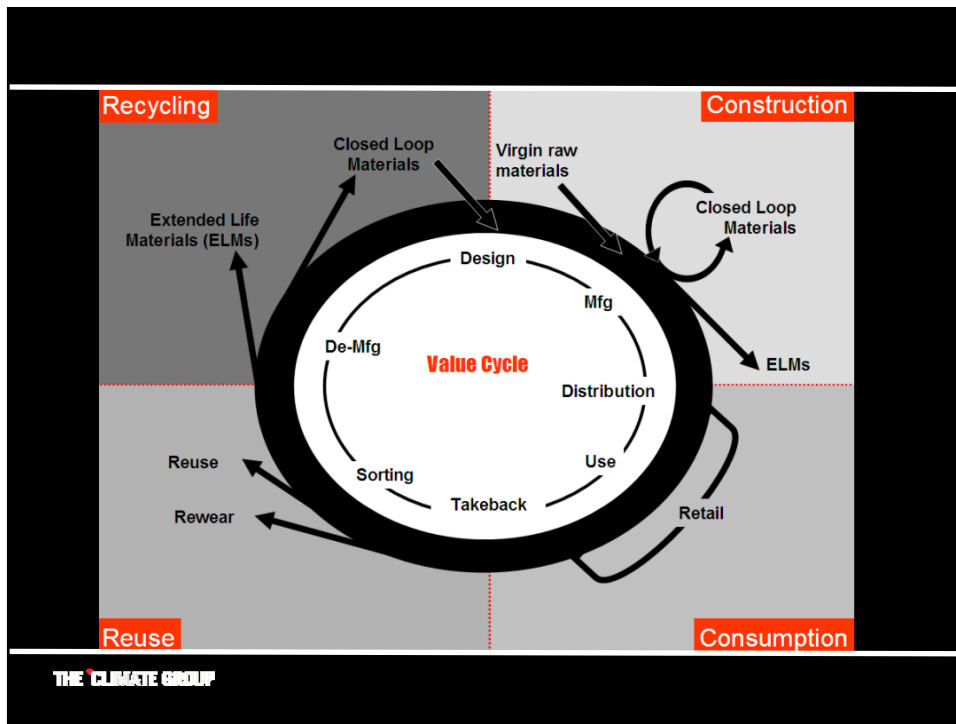 Recycling
Construction
Closed Loop
Materials
Virgin raw
materials
Closed Loop
Materials
Extended Life
Materials (ELMs)
Design
Mfg
De-Mfg
Value Cycle
ELMs
Distribution
Reuse
Sorting
Use
Takeback
Rewear
Retail
Reuse
Consumption
THE CLIMATE GROUP